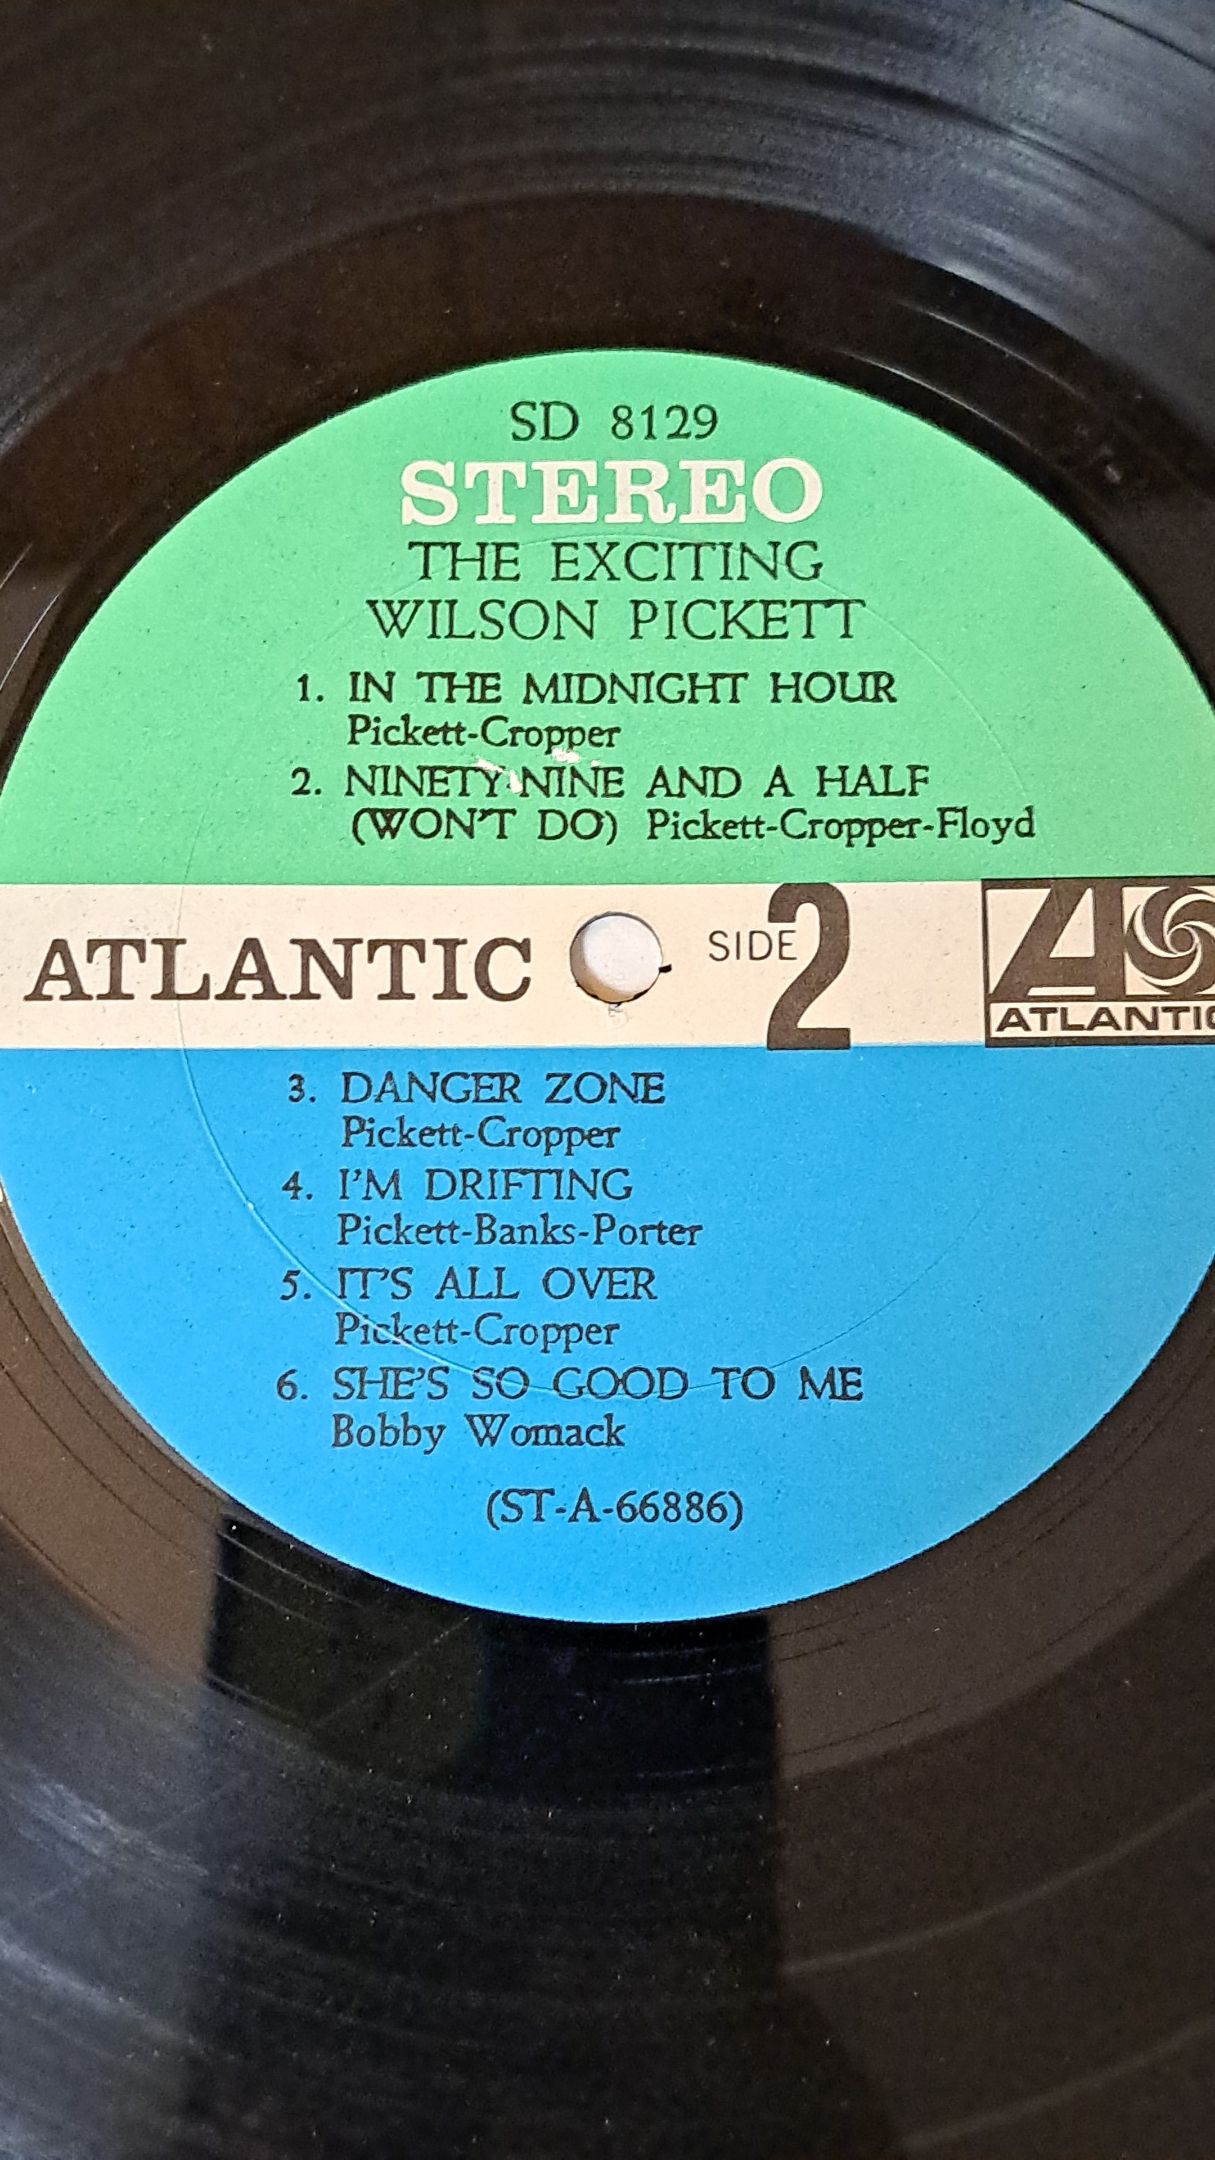 SD 8129
STEREO
THE EXCITING
WILSON PICKETT
1. IN THE MIDNIGHT HOUR
Pickett-Cropper
2. NINETY-NINE AND A HALF
(WON'T DO) Pickett-Cropper-Floyd
ATLANTIC
SIDE 2
A
ATLANTIC
3. DANGER ZONE
Pickett-Cropper
4. I'M DRIFTING
Pickett-Banks-Porter
5. IT'S ALL OVER
Pickett-Cropper
6. SHE'S SO GOOD TO ME
Bobby Womack
(ST-A-66886)